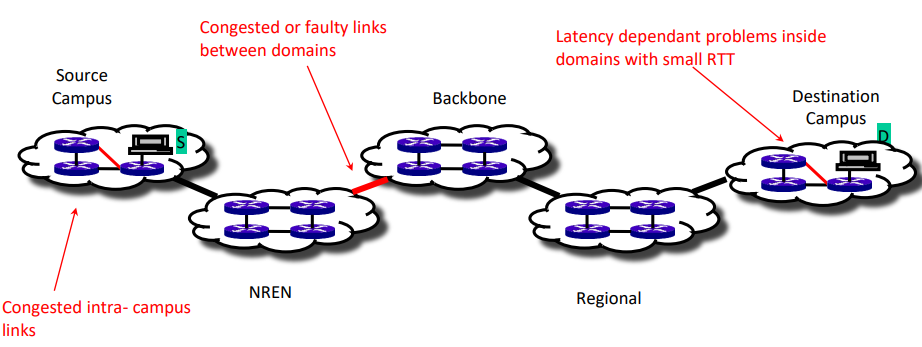 Congested or faulty links
between domains
Latency dependant problems inside
domains with small RTT
Source
Campus
Backbone
Destination
Campus
S
D
NREN
Regional
Congested intra- campus
links